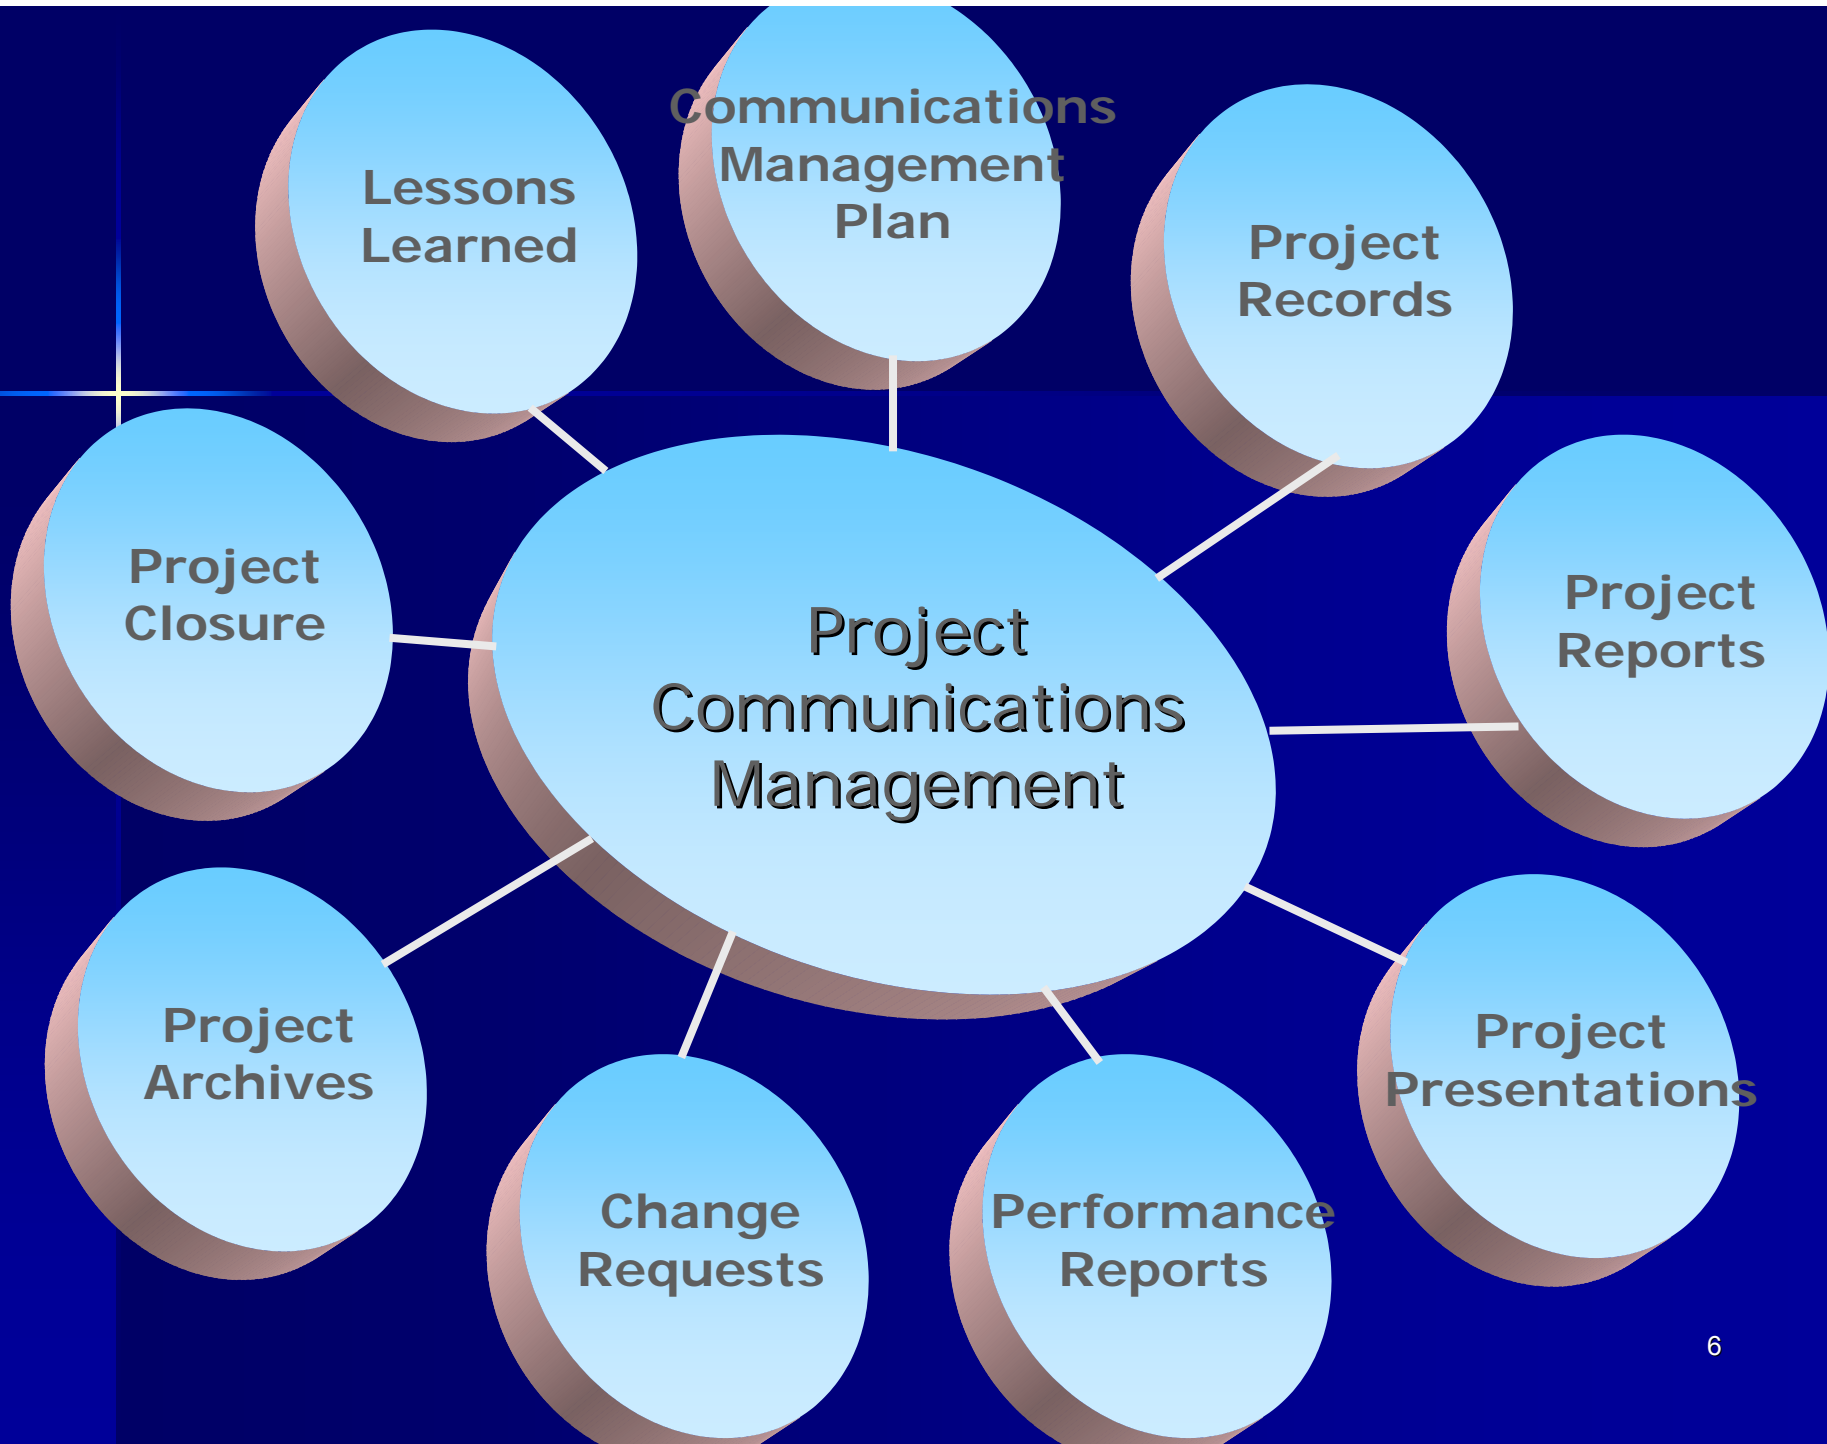 Communications
Management
Plan
Lessons
Learned
Project
Records
Project
Closure
Project
Reports
Project
Communications
Management
Project
Archives
Project
Presentations
Change
Requests
Performance
Reports
6